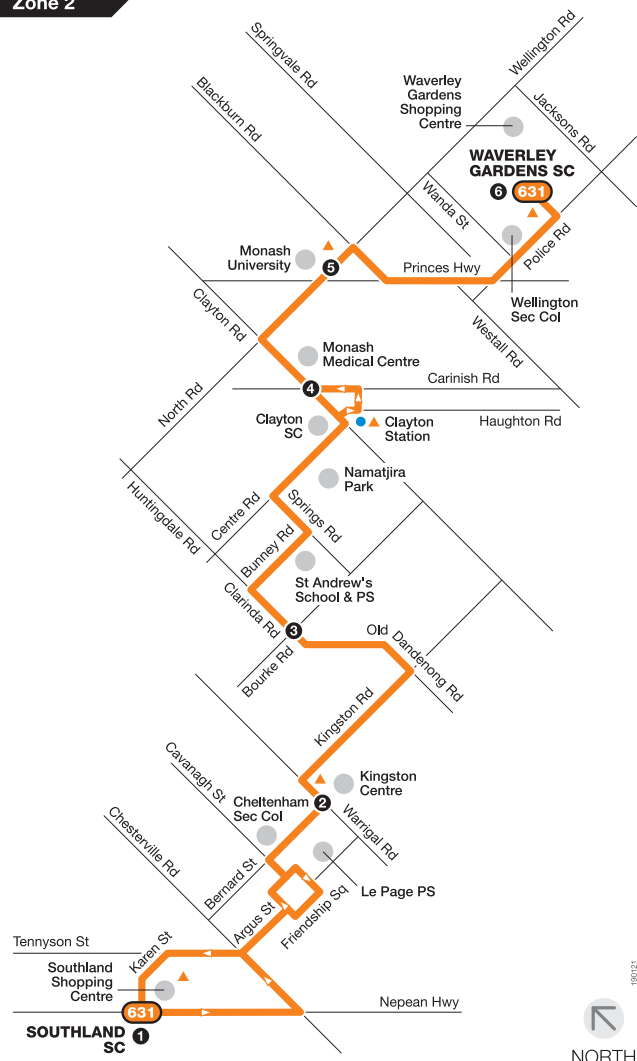 Zone 2
Springvale Rd
Wellington Rd
Blackburn Rd
Waverley
Gardens
Shopping
Centre
Jacksons Rd
WAVERLEY
GARDENS SC
6 631
Wanda St
Police Rd
Monash
University
5
Princes Hwy
Wellington
Sec Col
Clayton Rd
Westall Rd
Monash
Medical Centre
North Rd
4
Carinish Rd
Clayton
SC
Clayton
Station
Haughton Rd
Namatjira
Park
Huntingdale Rd
Centre Rd
Springs Rd
Bunney Rd
St Andrew's
School & PS
Clarinda Rd
3
Bourke Rd
Old Dandenong Rd
Kingston Rd
Cavanagh St
Kingston
Centre
Cheltenham
Sec Col
2
Warrigal Rd
Chesterville Rd
Bernard St
Le Page PS
Argus St
Friendship Sq
Tennyson St
Karen St
Southland
Shopping
Centre
Nepean Hwy
631
SOUTHLAND
SC
1
190121
NORTH